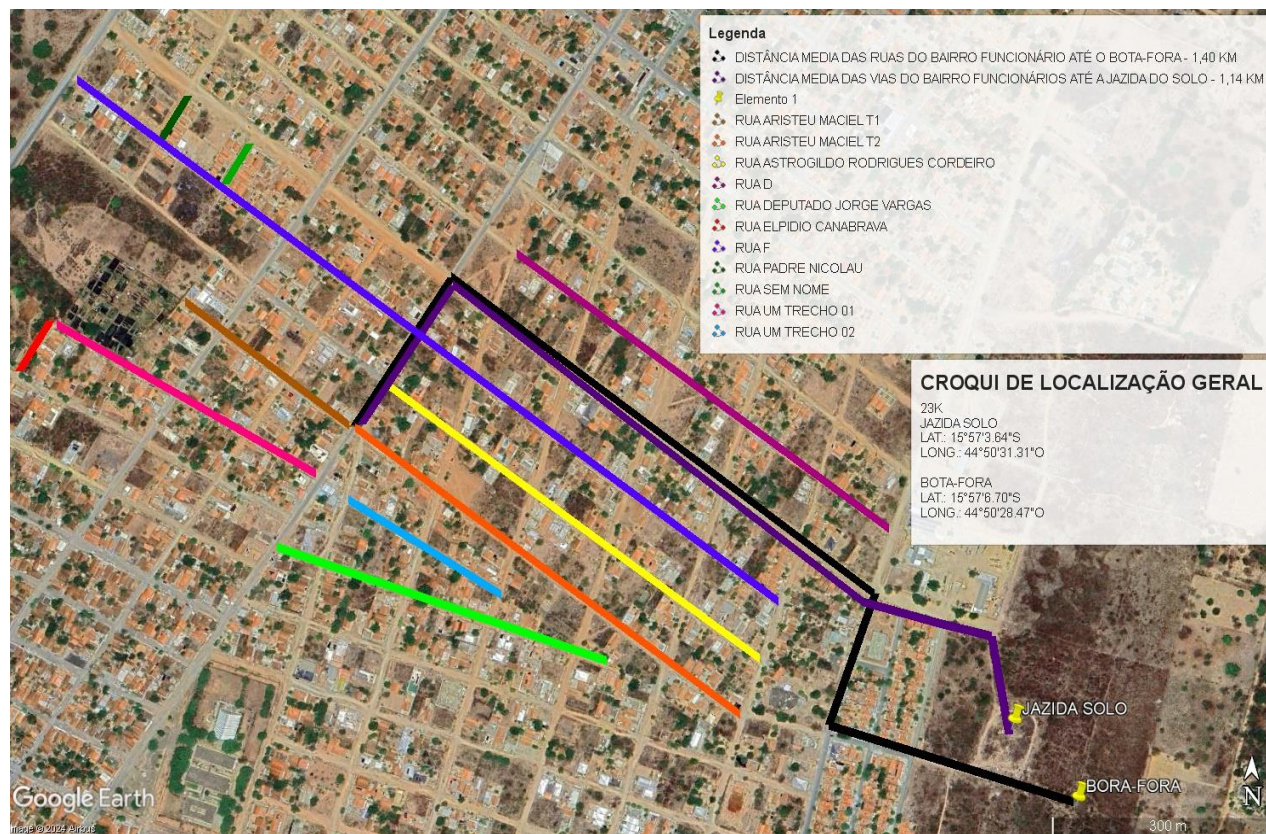 Legenda
DISTÂNCIA MEDIA DAS RUAS DO BAIRRO FUNCIONÁRIO ATÉ O BOTA-FORA - 1,40 KM
DISTÂNCIA MEDIA DAS VIAS DO BAIRRO FUNCIONÁRIOS ATÉ A JAZIDA DO SOLO - 1,14 KM
Elemento 1
RUA ARISTEU MACIEL T1
RUA ARISTEU MACIEL T2
RUA ASTROGILDO RODRIGUES CORDEIRO
RUA D
RUA DEPUTADO JORGE VARGAS
RUA ELPIDIO CANABRAVA
RUA F
RUA PADRE NICOLAU
RUA SEM NOME
RUA UM TRECHO 01
RUA UM TRECHO 02
CROQUI DE LOCALIZAÇÃO GERAL
23K
JAZIDA SOLO
LAT.: 15°57'3.64"S
LONG.: 44°50'31.31"O
BOTA-FORA
LAT.: 15°57'6.70"S
LONG.: 44°50'28.47"O
JAZIDA SOLO
BORA-FORA
N
300 m
Google Earth
Image © 2024 Airbus